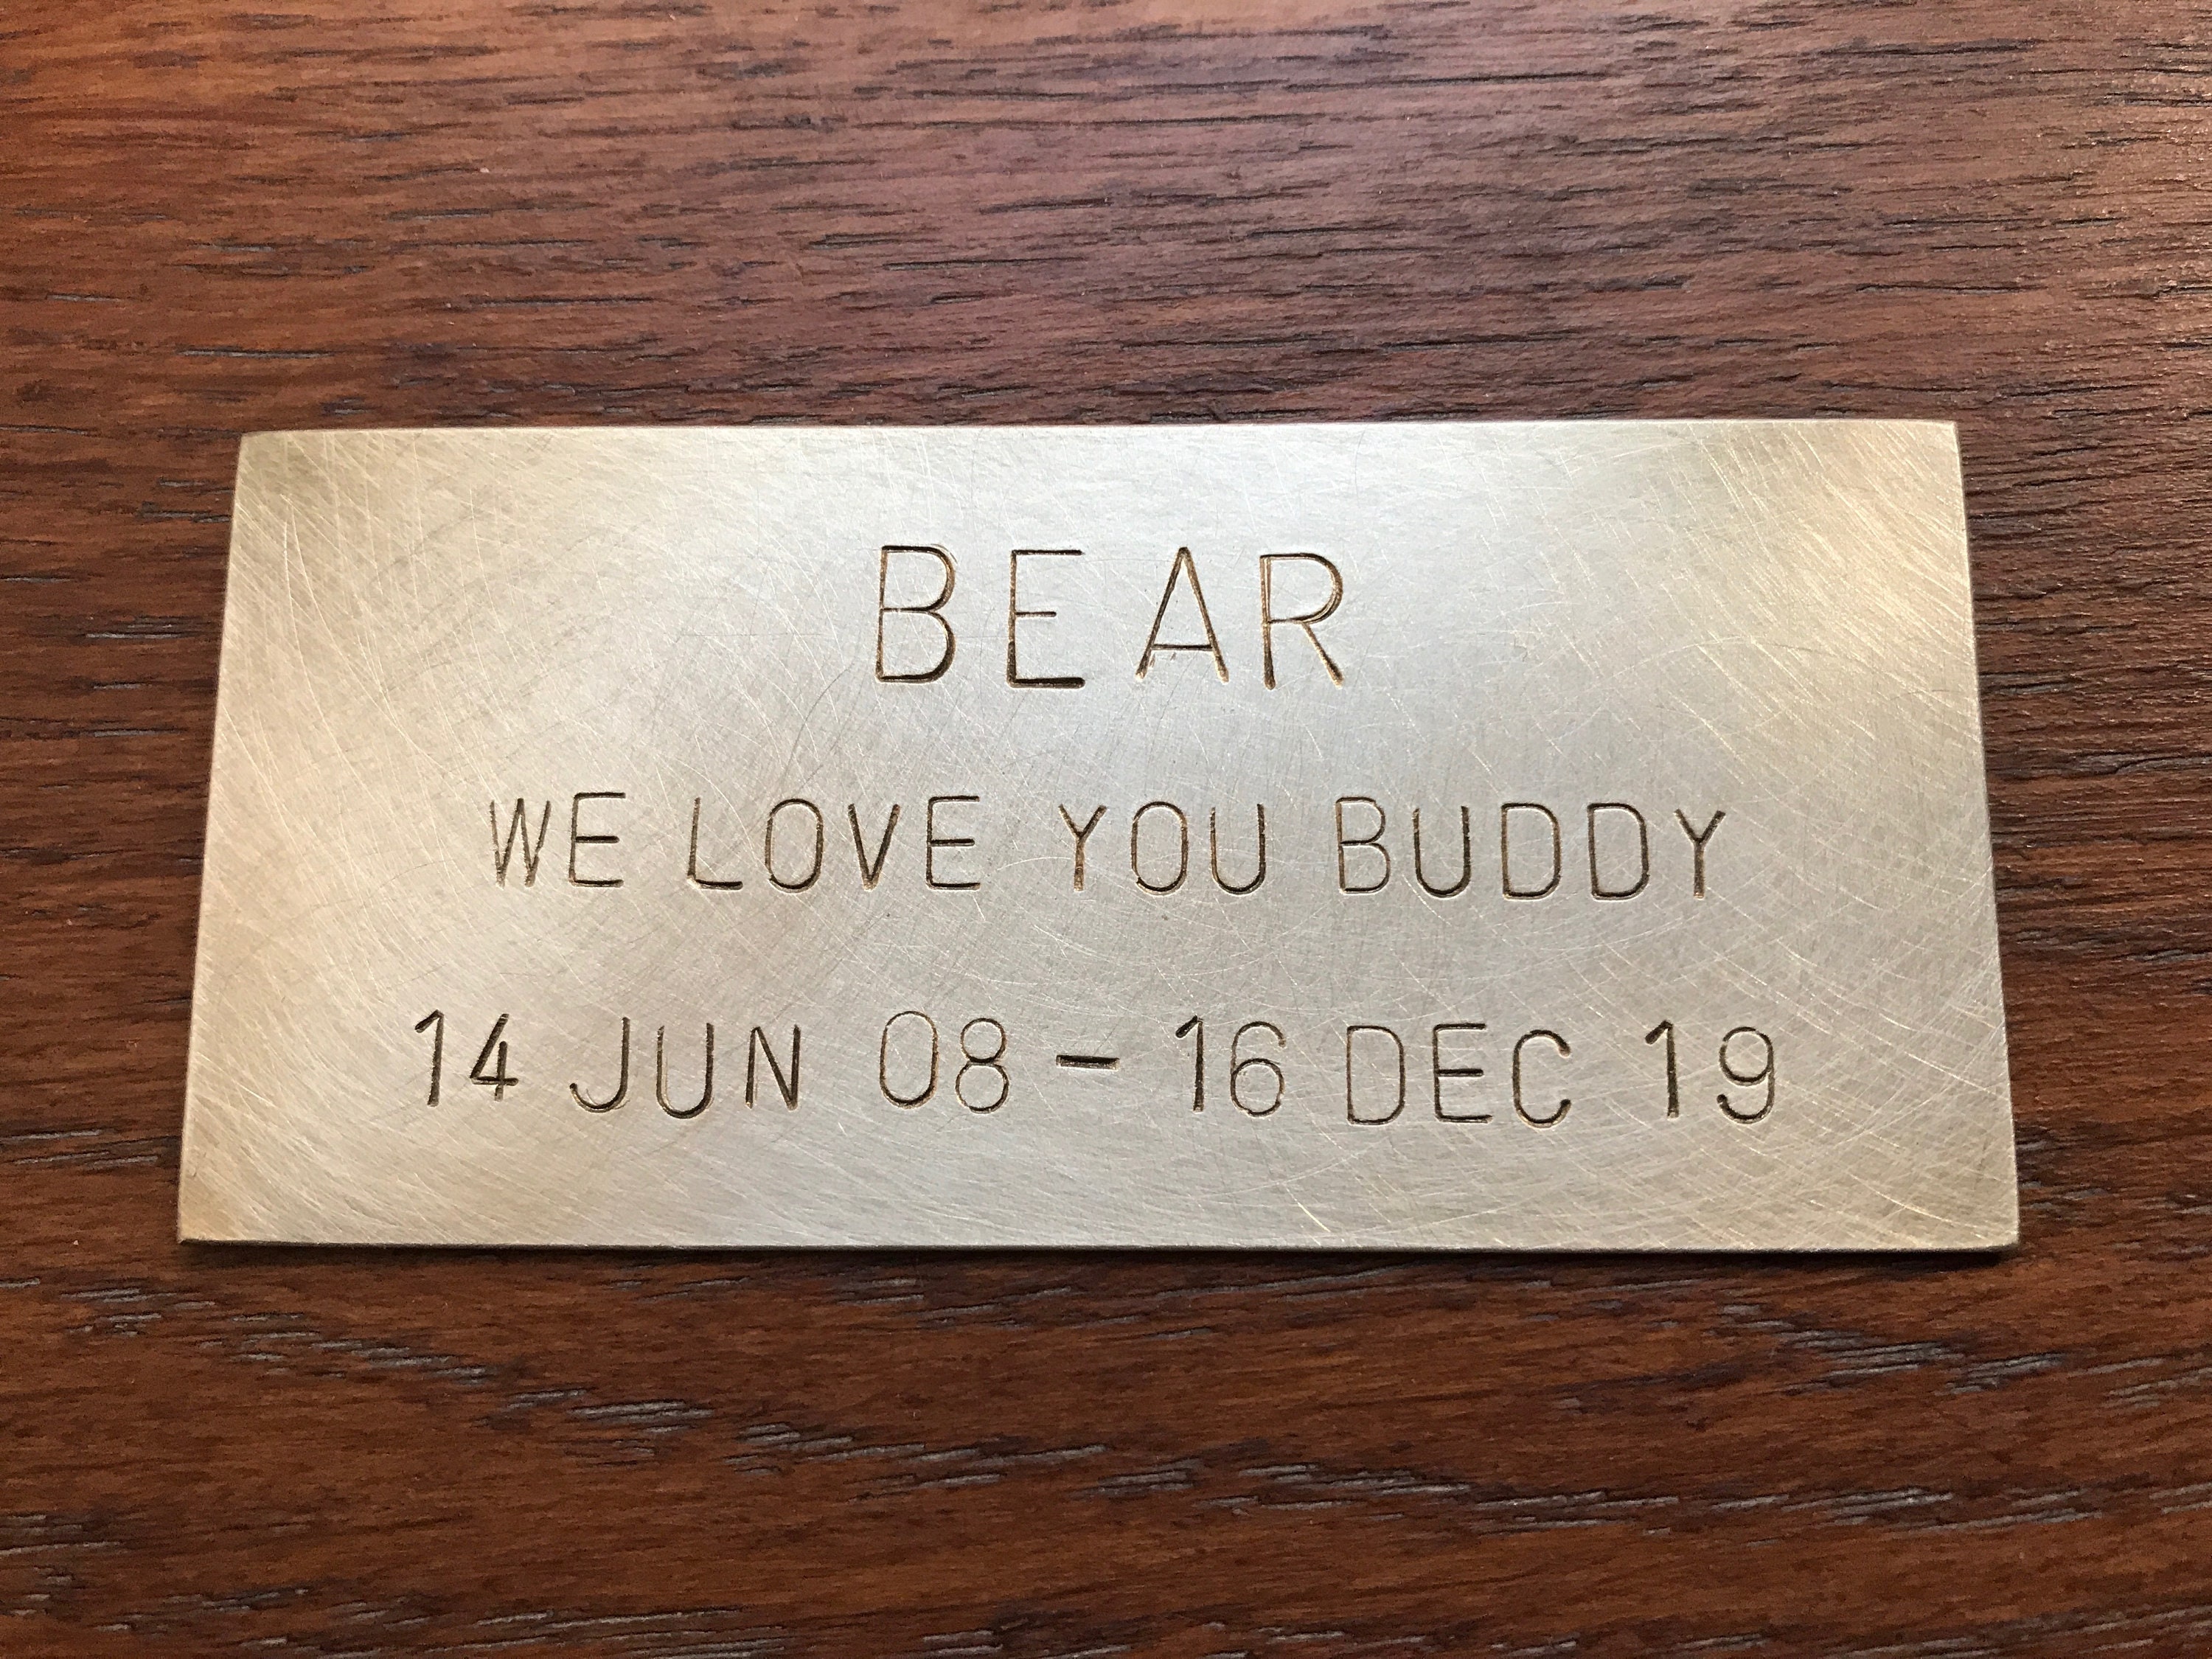 BEAR
WE LOVE YOU BUDDY
14 JUN 08 - 16 DEC 19